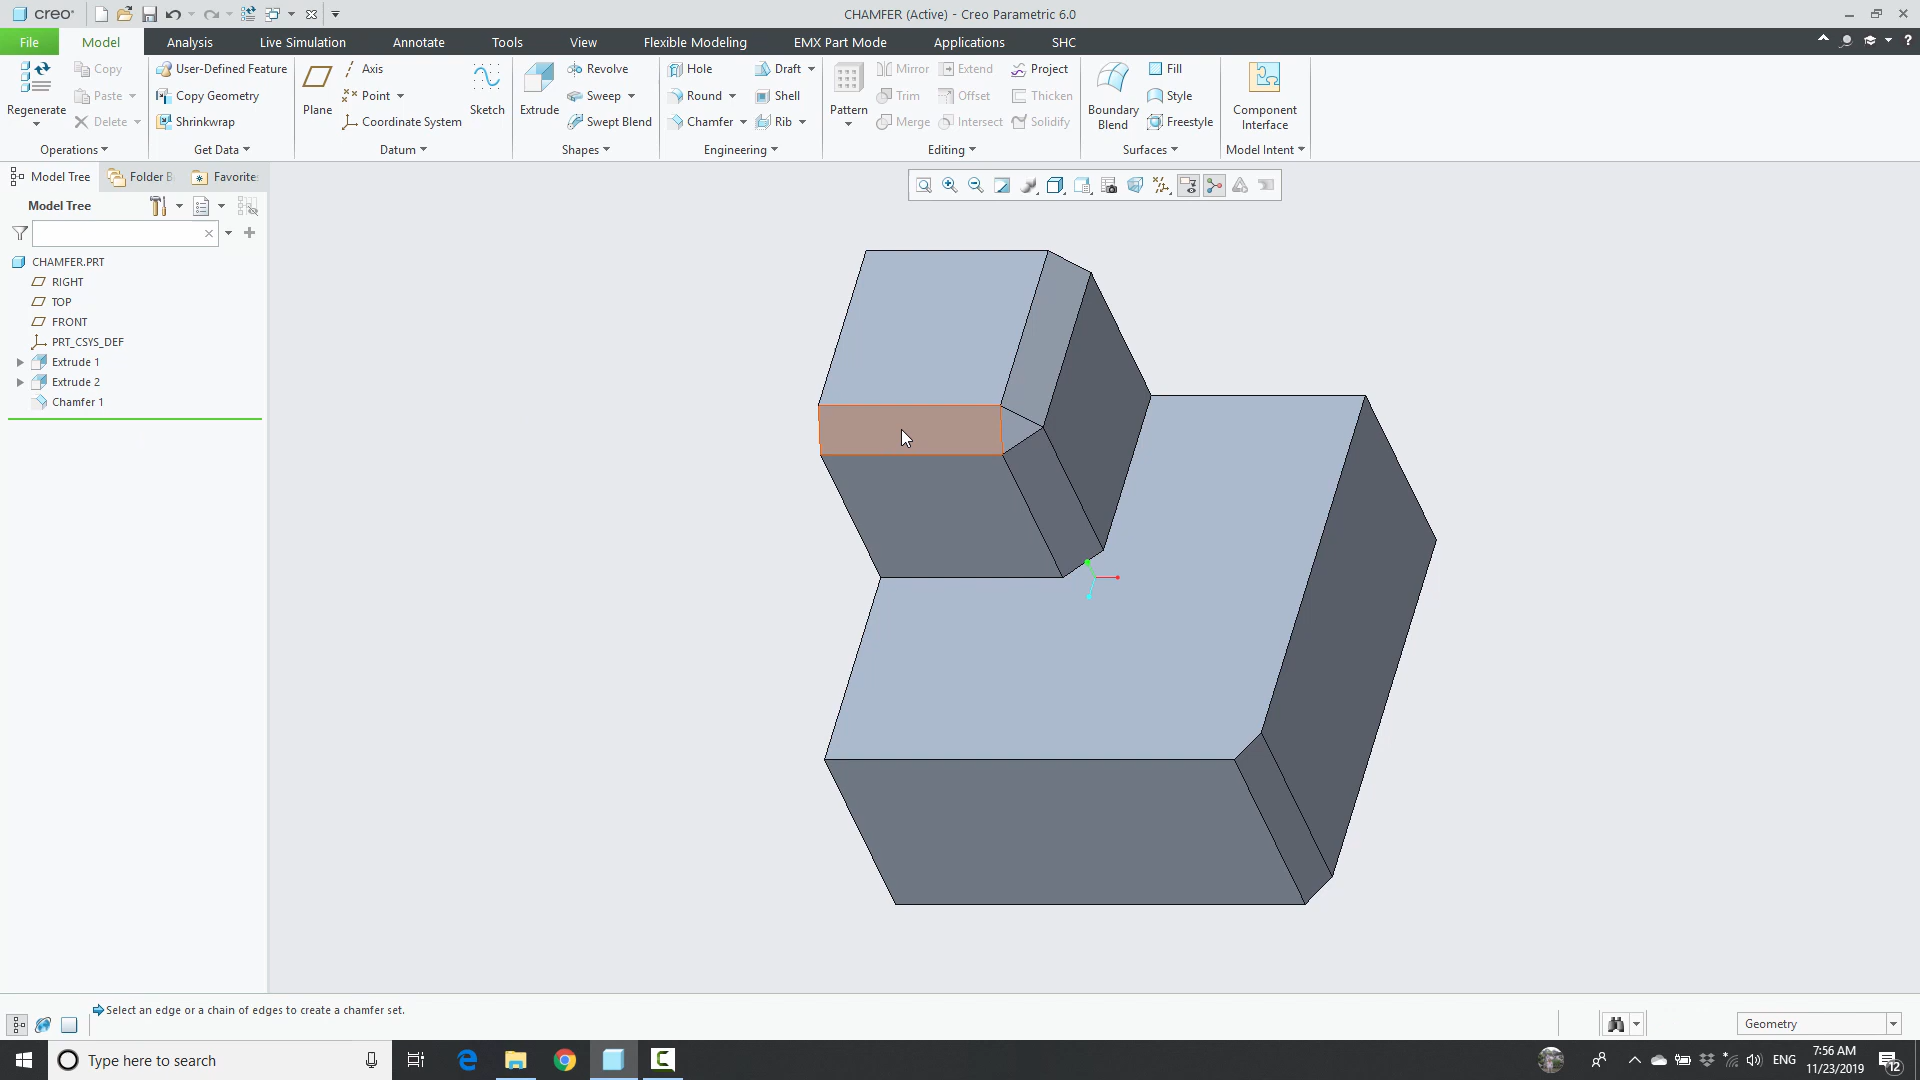 creo
CHAMFER (Active) - Creo Parametric 6.0
File Model Analysis Live Simulation Annotate Tools View Flexible Modeling EMX Part Mode Applications SHC
Regenerate
Copy
Paste
Delete
Operations
User-Defined Feature
Copy Geometry
Shrinkwrap
Get Data
Plane
Axis
Point
Coordinate System
Sketch
Datum
Extrude
Revolve
Sweep
Swept Blend
Shapes
Hole
Round
Chamfer
Draft
Shell
Rib
Engineering
Pattern
Mirror
Trim
Merge
Extend
Offset
Intersect
Project
Thicken
Solidify
Editing
Boundary
Blend
Fill
Style
Freestyle
Surfaces
Component
Interface
Model Intent
Model Tree Folder B Favorite
Model Tree
CHAMFER.PRT
RIGHT
TOP
FRONT
PRT_CSYS_DEF
Extrude 1
Extrude 2
Chamfer 1
Select an edge or a chain of edges to create a chamfer set.
Geometry
Type here to search
ENG
7:56 AM
11/23/2019
12